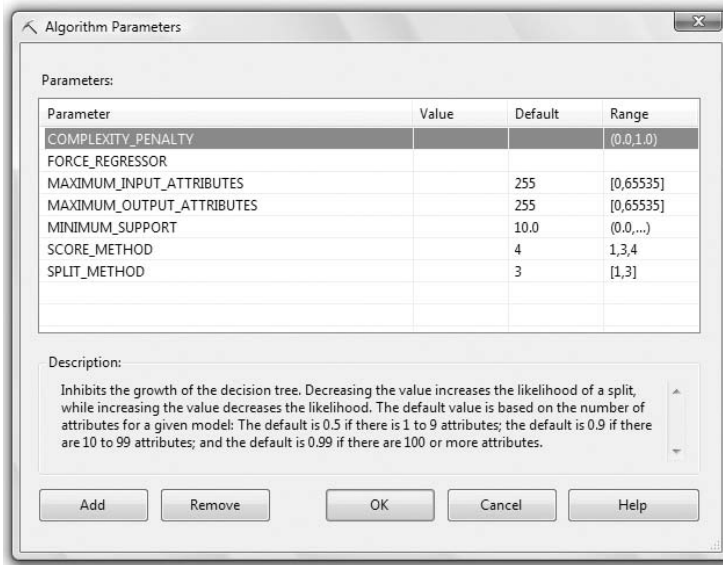 Algorithm Parameters
Parameters:
Parameter Value Default Range
COMPLEXITY_PENALTY (0.0,1.0)
FORCE_REGRESSOR
MAXIMUM_INPUT_ATTRIBUTES 255 [0,65535]
MAXIMUM_OUTPUT_ATTRIBUTES 255 [0,65535]
MINIMUM_SUPPORT 10.0 (0.0,...)
SCORE_METHOD 4 1,3,4
SPLIT_METHOD 3 [1,3]
Description:
Inhibits the growth of the decision tree. Decreasing the value increases the likelihood of a split,
while increasing the value decreases the likelihood. The default value is based on the number of
attributes for a given model: The default is 0.5 if there is 1 to 9 attributes; the default is 0.9 if there
are 10 to 99 attributes; and the default is 0.99 if there are 100 or more attributes.
Add Remove OK Cancel Help